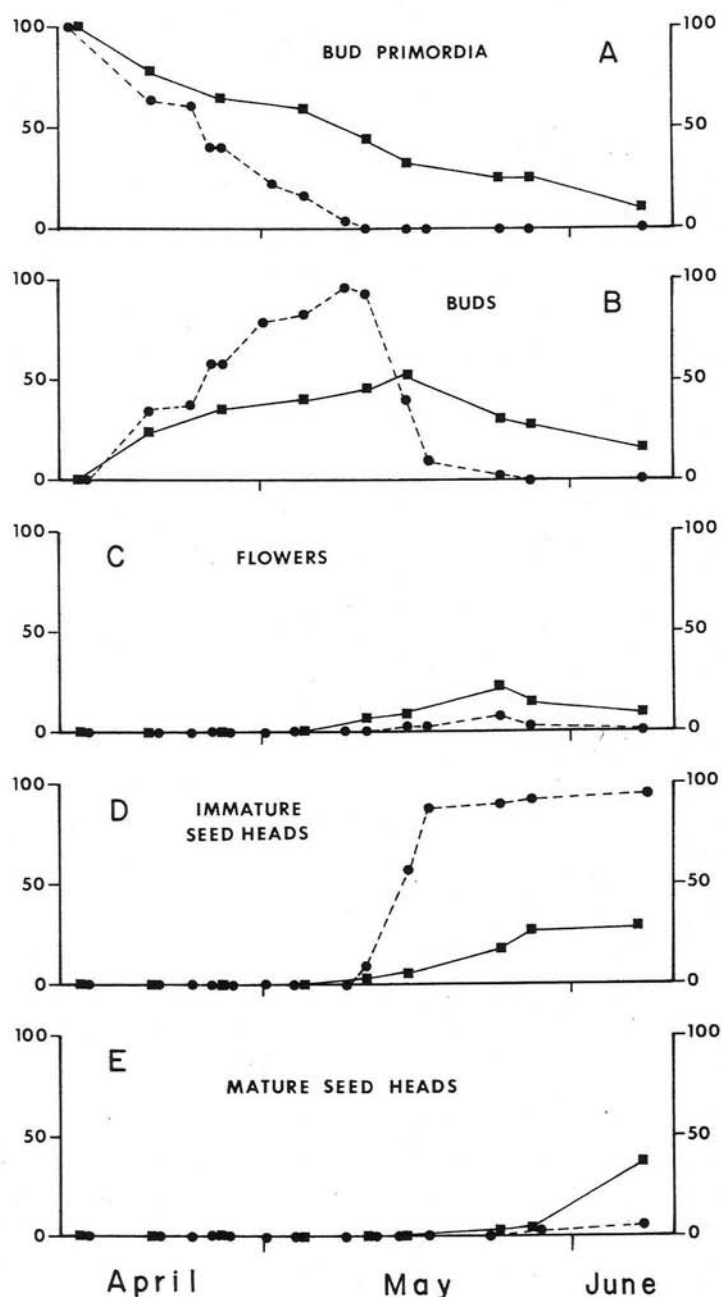 100 100
BUD PRIMORDIA A
50 50
0 0
100 100
BUDS B
50 50
0 0
100 100
C FLOWERS
50 50
0 0
100 100
D IMMATURE
SEED HEADS
50 50
0 0
100 100
E
MATURE SEED HEADS
50 50
0 0
April May June